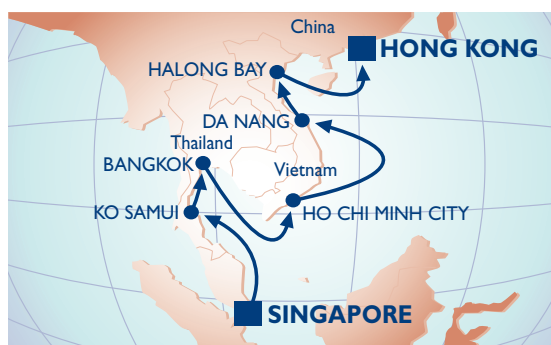 China
HONG KONG
HALONG BAY
DA NANG
Thailand
BANGKOK
Vietnam
KO SAMUI
HO CHI MINH CITY
SINGAPORE